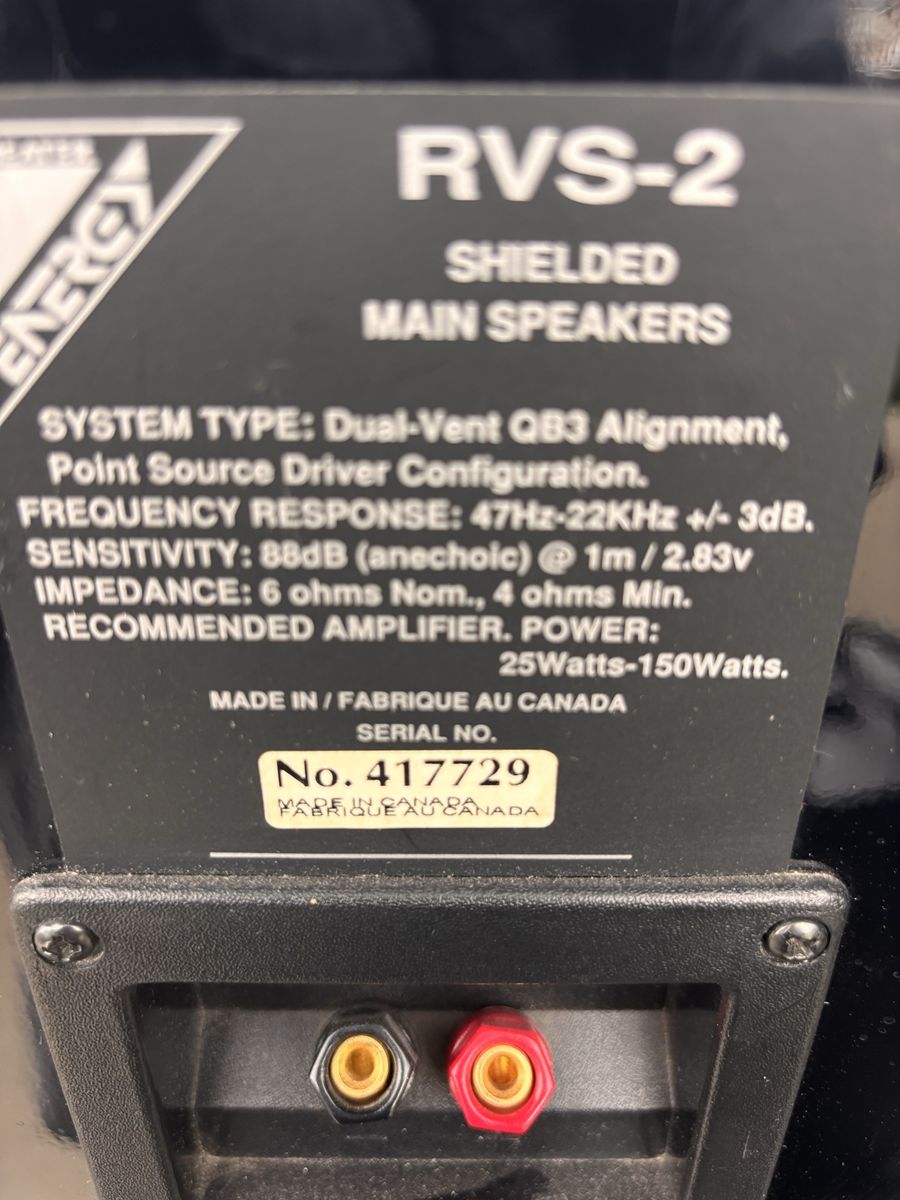 ENERGY
RVS-2
SHIELDED
MAIN SPEAKERS
SYSTEM TYPE: Dual-Vent QB3 Alignment,
Point Source Driver Configuration.
FREQUENCY RESPONSE: 47Hz-22KHz +/- 3dB.
SENSITIVITY: 88dB (anechoic) @ 1m / 2.83v
IMPEDANCE: 6 ohms Nom., 4 ohms Min.
RECOMMENDED AMPLIFIER. POWER:
25Watts-150Watts.
MADE IN / FABRIQUE AU CANADA
SERIAL NO.
No. 417729
MADE IN CANADA
FABRIQUE AU CANADA